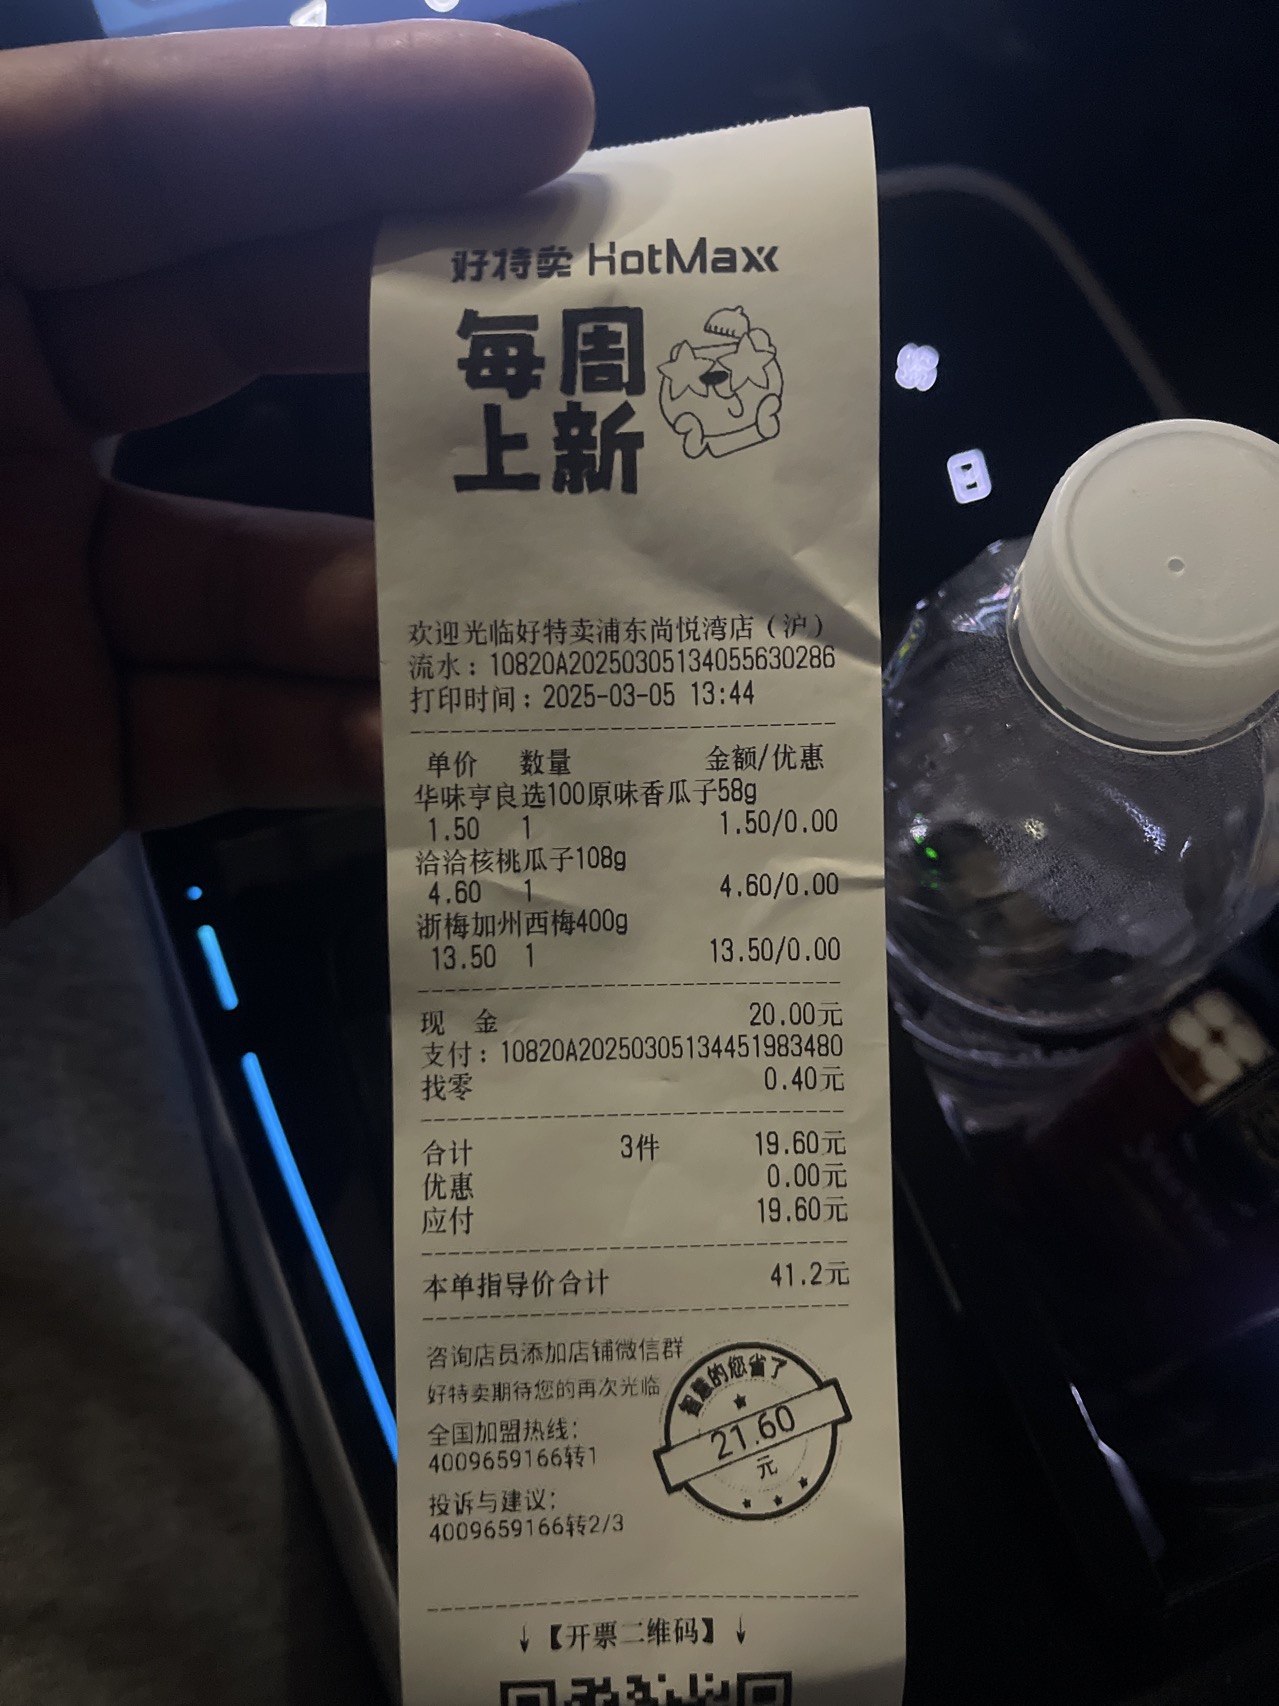 好特卖 HotMaxx
每周
上新
欢迎光临好特卖浦东尚悦湾店（沪）
流水：10820A20250305134055630286
打印时间：2025-03-05 13:44
单价 数量 金额/优惠
华味亨良选100原味香瓜子58g
1.50 1 1.50/0.00
洽洽核桃瓜子108g
4.60 1 4.60/0.00
浙梅加州西梅400g
13.50 1 13.50/0.00
现 金 20.00元
支付：10820A20250305134451983480
找零 0.40元
合计 3件 19.60元
优惠 0.00元
应付 19.60元
本单指导价合计 41.2元
咨询店员添加店铺微信群
好特卖期待您的再次光临
全国加盟热线：
4009659166转1
投诉与建议：
4009659166转2/3
智慧的您省了
21.60
元
↓【开票二维码】↓